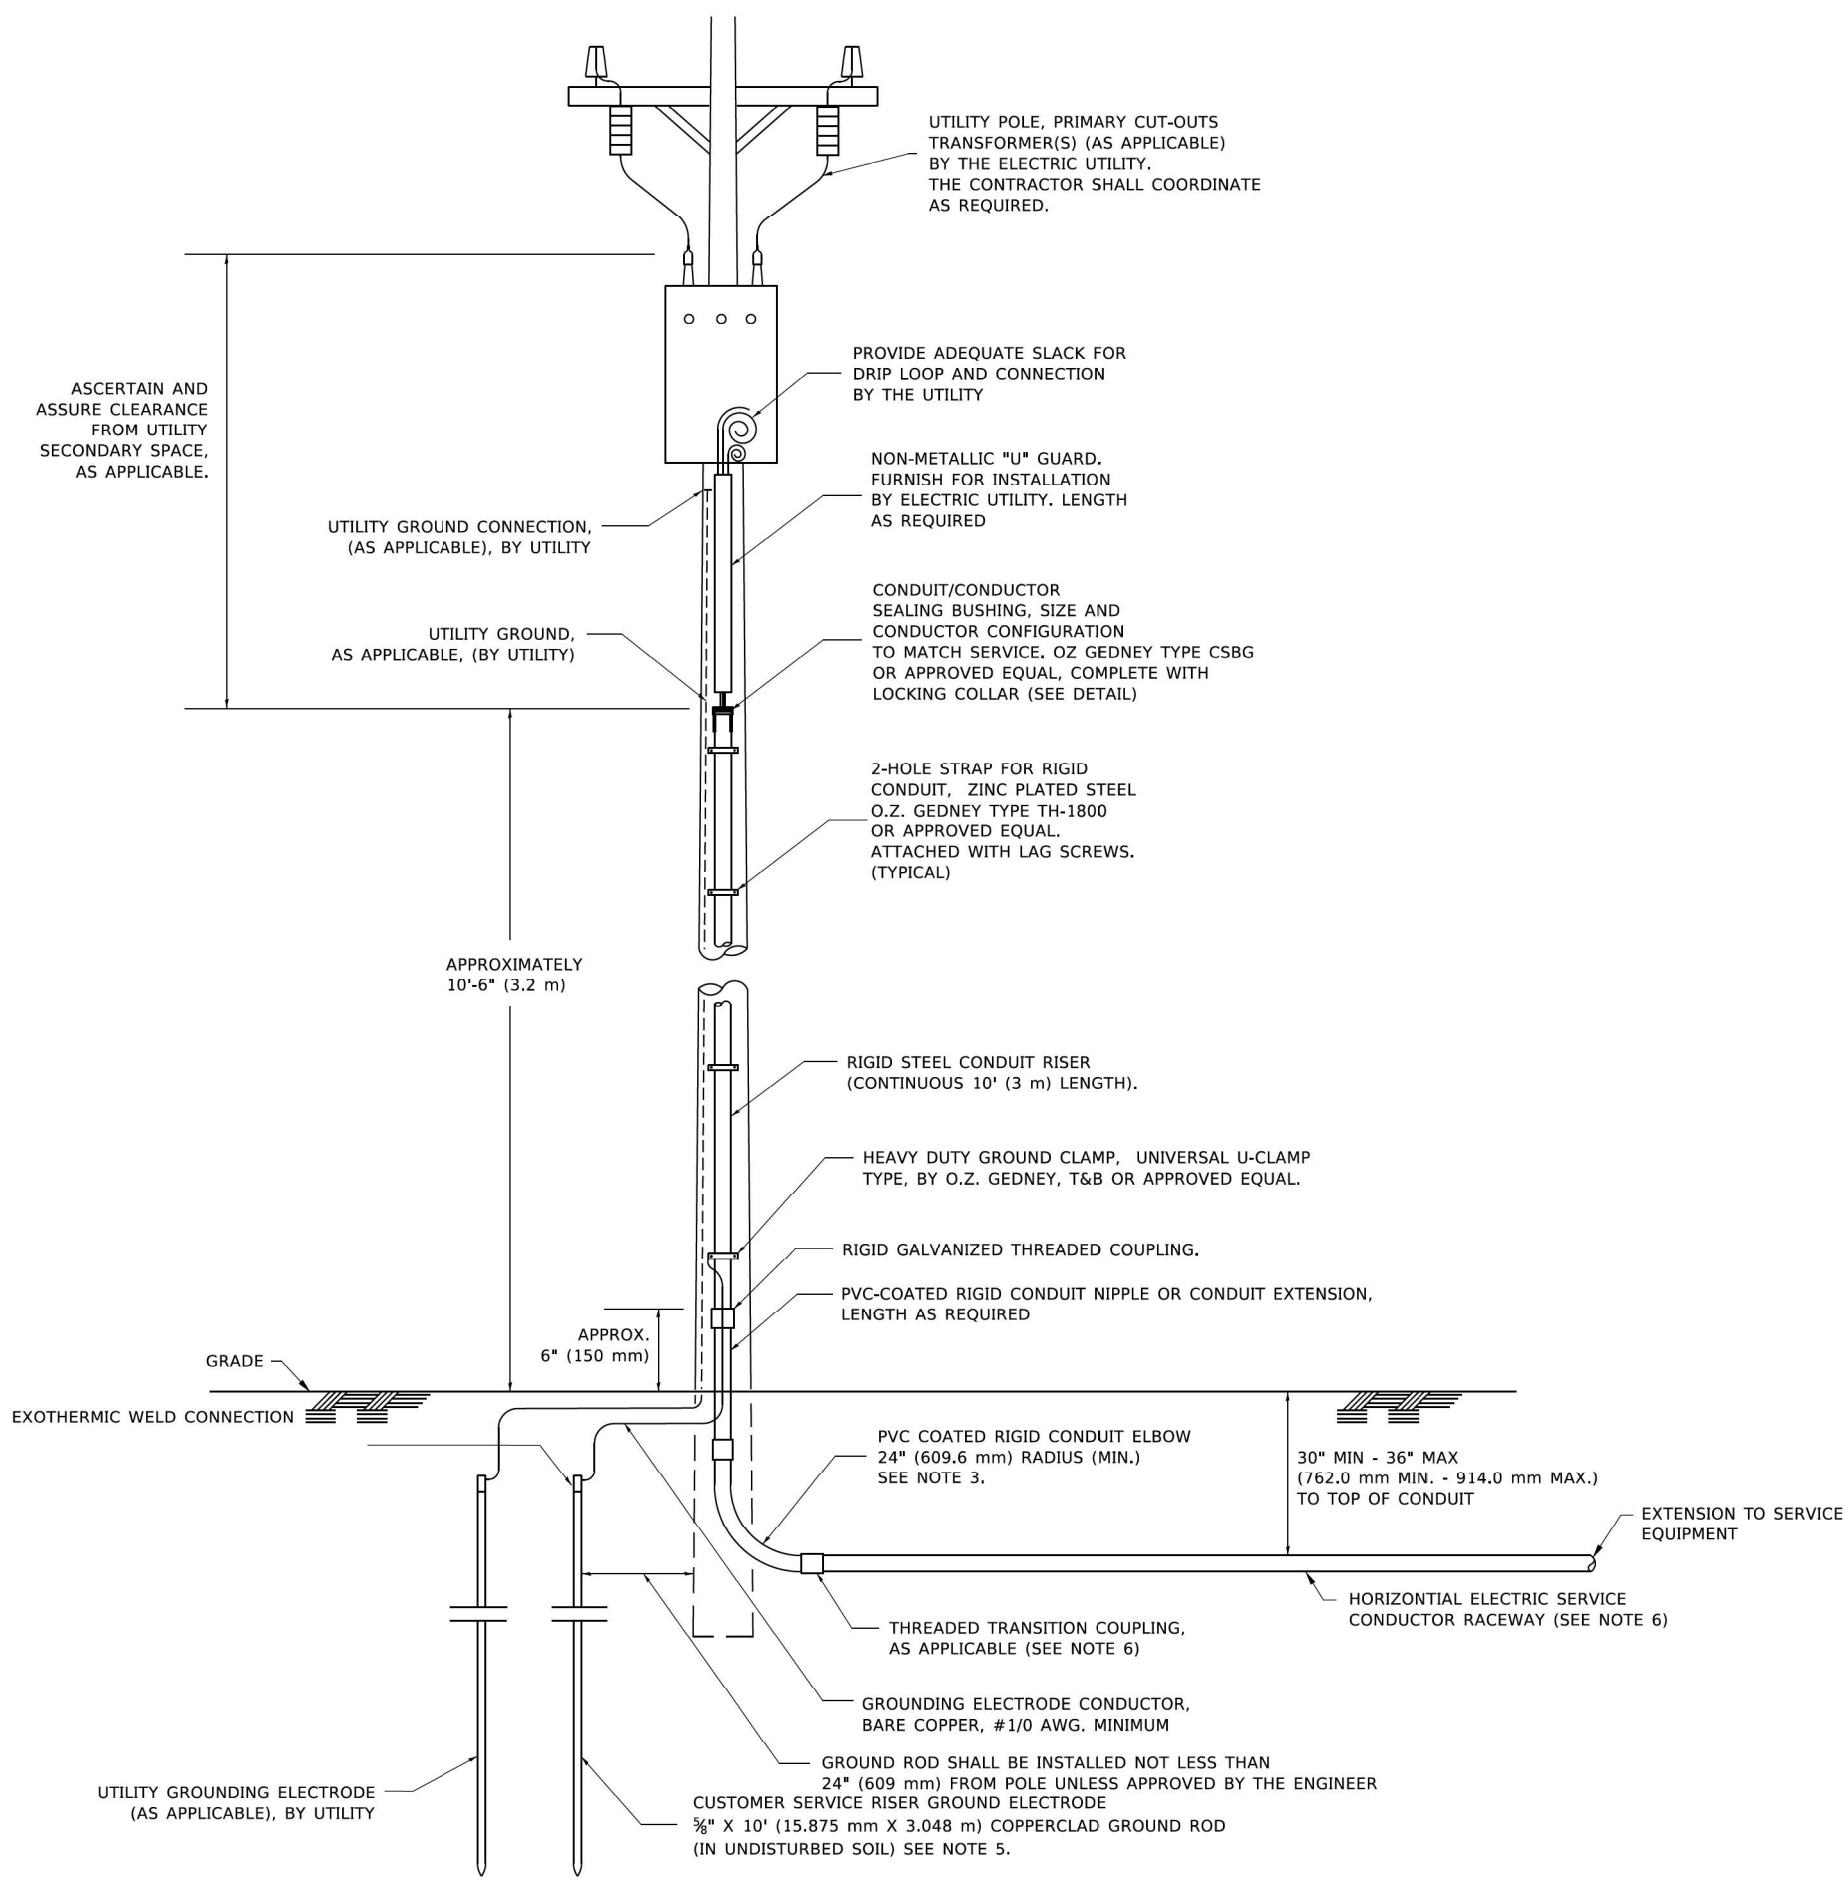 UTILITY POLE, PRIMARY CUT-OUTS
TRANSFORMER(S) (AS APPLICABLE)
BY THE ELECTRIC UTILITY.
THE CONTRACTOR SHALL COORDINATE
AS REQUIRED.
PROVIDE ADEQUATE SLACK FOR
DRIP LOOP AND CONNECTION
BY THE UTILITY
ASCERTAIN AND
ASSURE CLEARANCE
FROM UTILITY
SECONDARY SPACE,
AS APPLICABLE.
NON-METALLIC "U" GUARD.
FURNISH FOR INSTALLATION
BY ELECTRIC UTILITY. LENGTH
AS REQUIRED
UTILITY GROUND CONNECTION,
(AS APPLICABLE), BY UTILITY
CONDUIT/CONDUCTOR
SEALING BUSHING, SIZE AND
CONDUCTOR CONFIGURATION
TO MATCH SERVICE. OZ GEDNEY TYPE CSBG
OR APPROVED EQUAL, COMPLETE WITH
LOCKING COLLAR (SEE DETAIL)
UTILITY GROUND,
AS APPLICABLE, (BY UTILITY)
2-HOLE STRAP FOR RIGID
CONDUIT, ZINC PLATED STEEL
O.Z. GEDNEY TYPE TH-1800
OR APPROVED EQUAL.
ATTACHED WITH LAG SCREWS.
(TYPICAL)
APPROXIMATELY
10'-6" (3.2 m)
RIGID STEEL CONDUIT RISER
(CONTINUOUS 10' (3 m) LENGTH).
HEAVY DUTY GROUND CLAMP, UNIVERSAL U-CLAMP
TYPE, BY O.Z. GEDNEY, T&B OR APPROVED EQUAL.
RIGID GALVANIZED THREADED COUPLING.
PVC-COATED RIGID CONDUIT NIPPLE OR CONDUIT EXTENSION,
LENGTH AS REQUIRED
APPROX.
6" (150 mm)
GRADE
EXOTHERMIC WELD CONNECTION
PVC COATED RIGID CONDUIT ELBOW
24" (609.6 mm) RADIUS (MIN.)
SEE NOTE 3.
30" MIN - 36" MAX
(762.0 mm MIN. - 914.0 mm MAX.)
TO TOP OF CONDUIT
EXTENSION TO SERVICE
EQUIPMENT
HORIZONTIAL ELECTRIC SERVICE
CONDUCTOR RACEWAY (SEE NOTE 6)
THREADED TRANSITION COUPLING,
AS APPLICABLE (SEE NOTE 6)
GROUNDING ELECTRODE CONDUCTOR,
BARE COPPER, #1/0 AWG. MINIMUM
GROUND ROD SHALL BE INSTALLED NOT LESS THAN
24" (609 mm) FROM POLE UNLESS APPROVED BY THE ENGINEER
UTILITY GROUNDING ELECTRODE
(AS APPLICABLE), BY UTILITY
CUSTOMER SERVICE RISER GROUND ELECTRODE
⅝" X 10' (15.875 mm X 3.048 m) COPPERCLAD GROUND ROD
(IN UNDISTURBED SOIL) SEE NOTE 5.